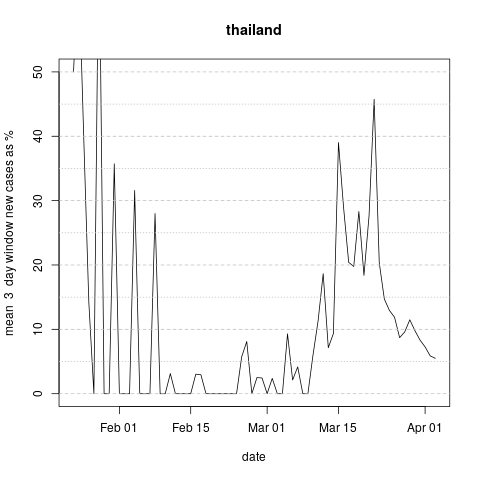 thailand
mean 3 day window new cases as %
50
40
30
20
10
0
Feb 01
Feb 15
Mar 01
Mar 15
Apr 01
date